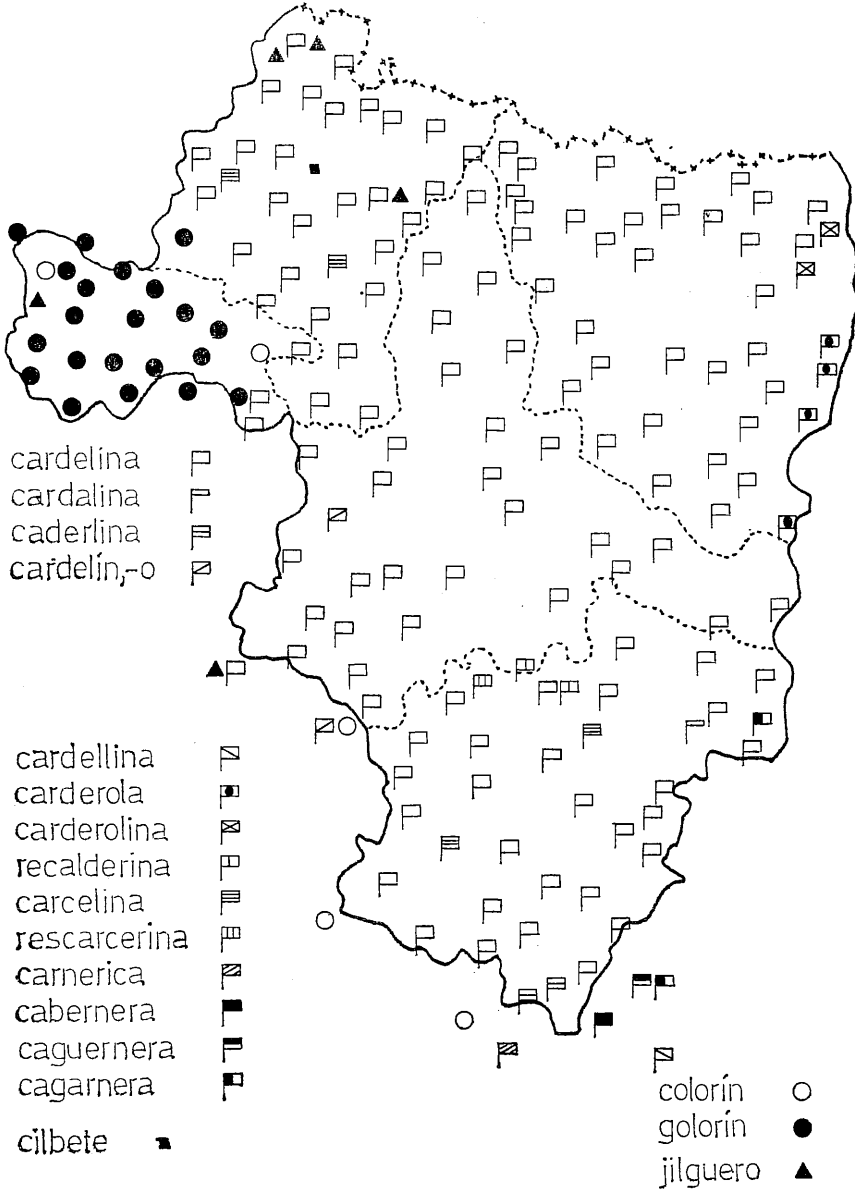 cardelina
cardalina
caderlina
cardelín,-o
cardellina
carderola
carderolina
recalderina
carcelina
rescarcerina
carnerica
cabernera
caguernera
cagarnera
cilbete
colorín
golorín
jilguero